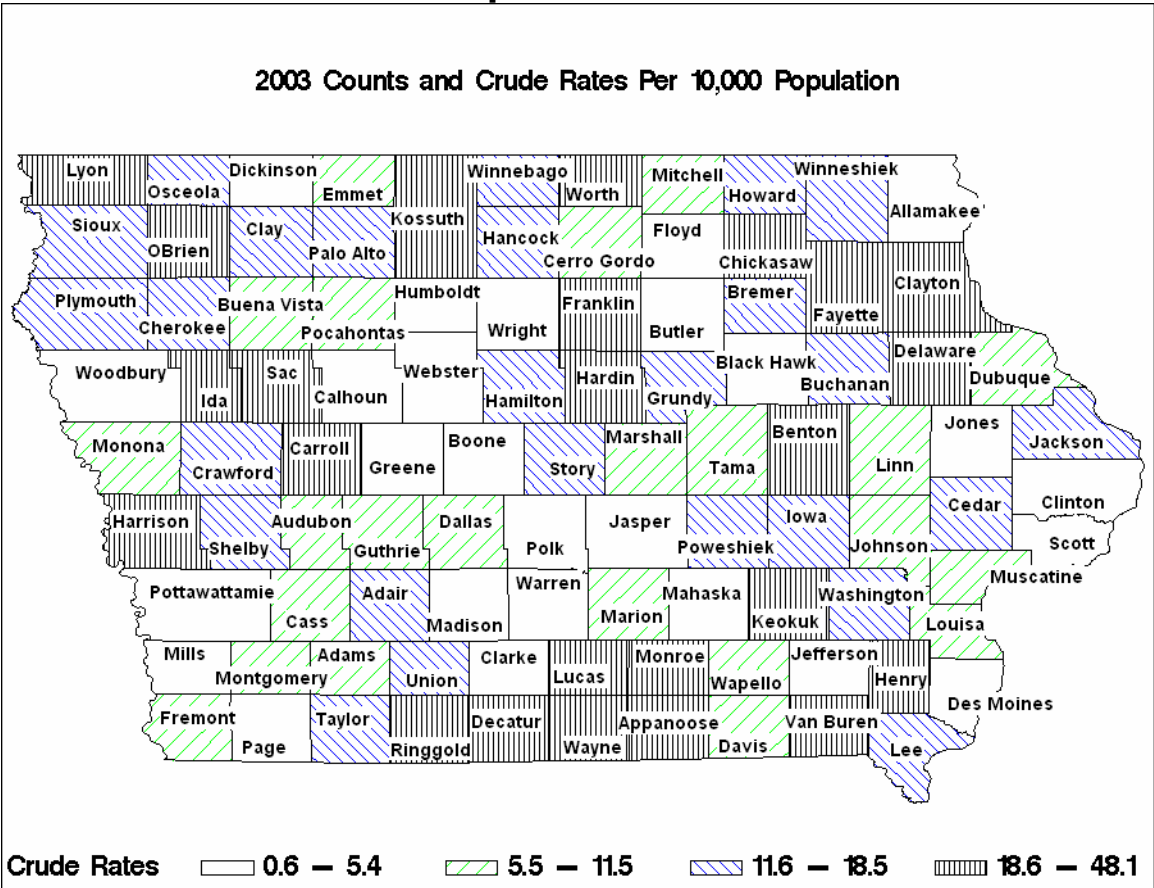 2003 Counts and Crude Rates Per 10,000 Population
Lyon
Osceola
Dickinson
Emmet
Winnebago
Worth
Mitchell
Howard
Winneshiek
Allamakee
Sioux
OBrien
Clay
Palo Alto
Kossuth
Hancock
Cerro Gordo
Floyd
Chickasaw
Plymouth
Cherokee
Buena Vista
Pocahontas
Humboldt
Wright
Franklin
Butler
Bremer
Fayette
Clayton
Woodbury
Ida
Sac
Calhoun
Webster
Hamilton
Hardin
Grundy
Black Hawk
Buchanan
Delaware
Dubuque
Monona
Crawford
Carroll
Greene
Boone
Story
Marshall
Tama
Benton
Linn
Jones
Jackson
Harrison
Shelby
Audubon
Guthrie
Dallas
Polk
Jasper
Poweshiek
Iowa
Johnson
Cedar
Clinton
Scott
Muscatine
Pottawattamie
Cass
Adair
Madison
Warren
Marion
Mahaska
Keokuk
Washington
Louisa
Mills
Montgomery
Adams
Union
Clarke
Lucas
Monroe
Wapello
Jefferson
Henry
Des Moines
Fremont
Page
Taylor
Ringgold
Decatur
Wayne
Appanoose
Davis
Van Buren
Lee
Crude Rates 0.6 – 5.4 5.5 – 11.5 11.6 – 18.5 18.6 – 48.1